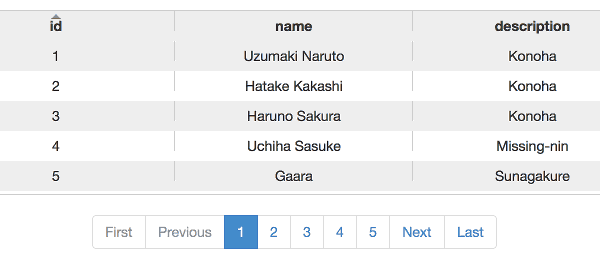 id name description
1 Uzumaki Naruto Konoha
2 Hatake Kakashi Konoha
3 Haruno Sakura Konoha
4 Uchiha Sasuke Missing-nin
5 Gaara Sunagakure
First Previous 1 2 3 4 5 Next Last